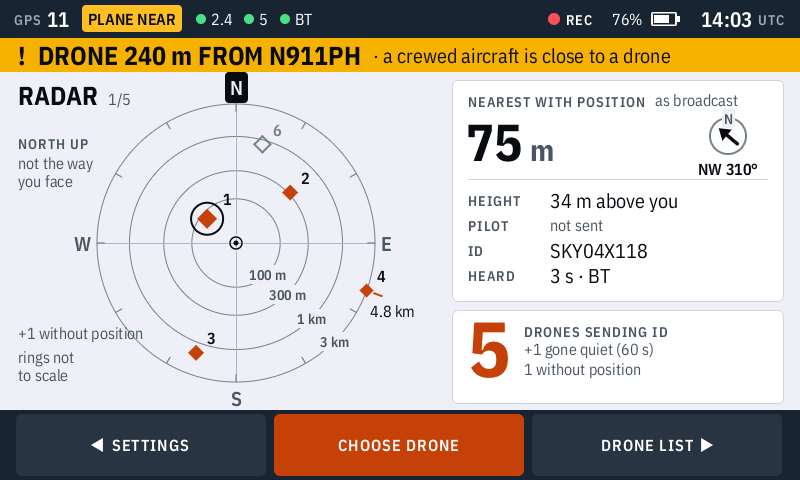 GPS 11 PLANE NEAR 2.4 5 BT REC 76% 14:03 UTC
! DRONE 240 m FROM N911PH · a crewed aircraft is close to a drone
RADAR 1/5
N
NORTH UP
not the way
you face
6
2
1
W
E
100 m
300 m
1 km
3 km
4
4.8 km
3
+1 without position
rings not
to scale
S
NEAREST WITH POSITION as broadcast
75 m
N
NW 310°
HEIGHT 34 m above you
PILOT not sent
ID SKY04X118
HEARD 3 s · BT
5 DRONES SENDING ID
+1 gone quiet (60 s)
1 without position
◀ SETTINGS
CHOOSE DRONE
DRONE LIST ▶